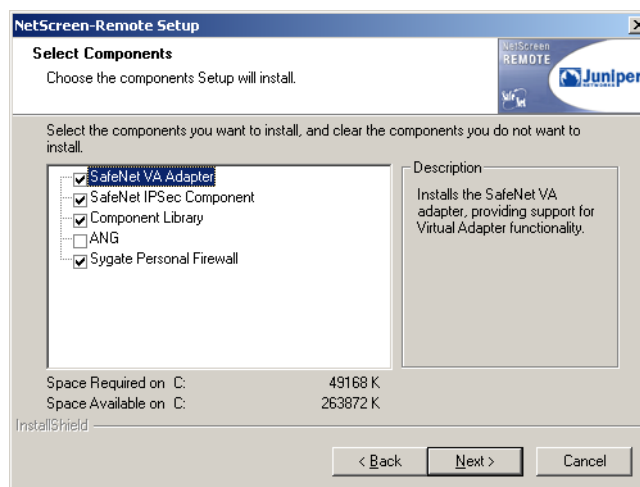 NetScreen-Remote Setup
Select Components
Choose the components Setup will install.
NetScreen
REMOTE
Juniper
NETWORKS
SafeNet
Select the components you want to install, and clear the components you do not want to
install.
SafeNet VA Adapter
SafeNet IPSec Component
Component Library
ANG
Sygate Personal Firewall
Description
Installs the SafeNet VA
adapter, providing support for
Virtual Adapter functionality.
Space Required on C: 49168 K
Space Available on C: 263872 K
InstallShield
< Back
Next >
Cancel